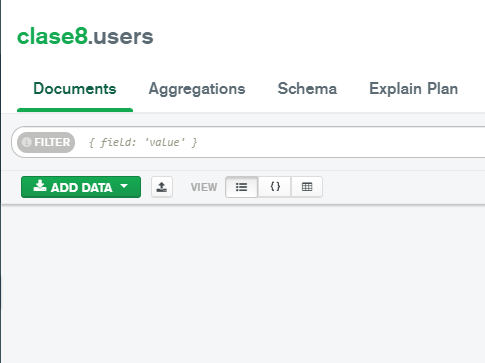 clase8.users
Documents Aggregations Schema Explain Plan
FILTER { field: 'value' }
ADD DATA VIEW { }